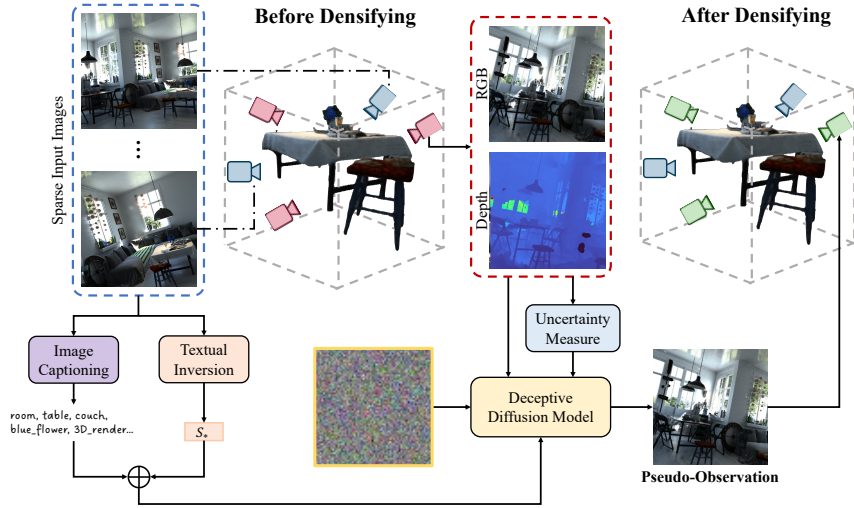 Before Densifying
After Densifying
Sparse Input Images
...
RGB
Depth
Image
Captioning
Textual
Inversion
Uncertainty
Measure
Deceptive
Diffusion Model
room, table, couch,
blue_flower, 3D_render...
S*
Pseudo-Observation